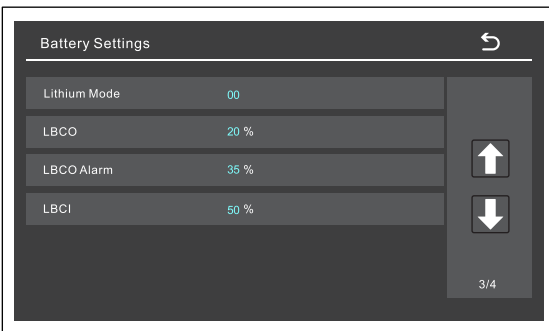 Battery Settings
Lithium Mode 00
LBCO 20 %
LBCO Alarm 35 %
LBCI 50 %
3/4